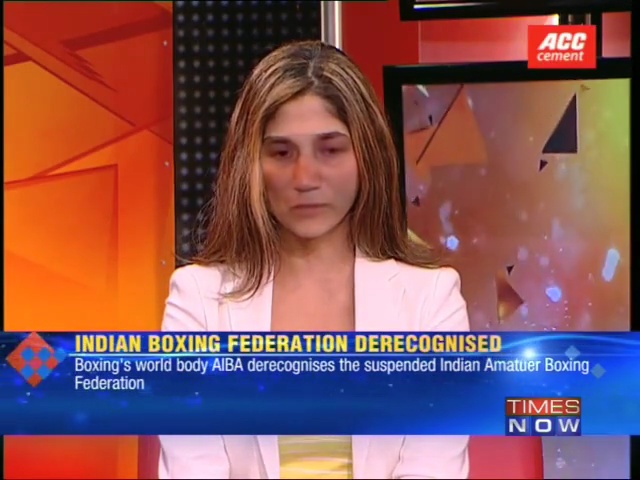 ACC
cement
INDIAN BOXING FEDERATION DERECOGNISED
Boxing's world body AIBA derecognises the suspended Indian Amatuer Boxing
Federation
TIMES
NOW